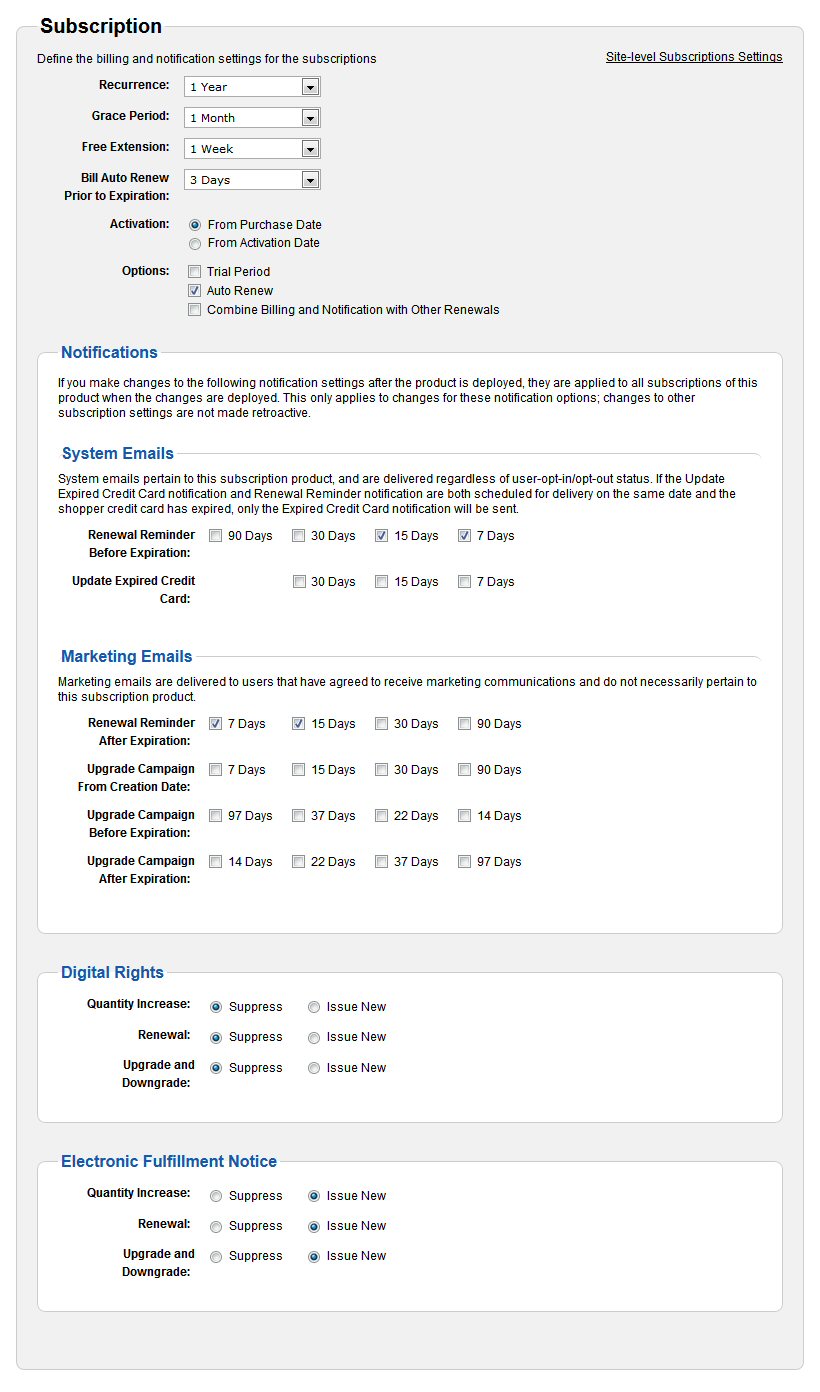 Subscription
Define the billing and notification settings for the subscriptions
Site-level Subscriptions Settings
Recurrence: 1 Year
Grace Period: 1 Month
Free Extension: 1 Week
Bill Auto Renew
Prior to Expiration: 3 Days
Activation: From Purchase Date
From Activation Date
Options: Trial Period
Auto Renew
Combine Billing and Notification with Other Renewals
Notifications
If you make changes to the following notification settings after the product is deployed, they are applied to all subscriptions of this
product when the changes are deployed. This only applies to changes for these notification options; changes to other
subscription settings are not made retroactive.
System Emails
System emails pertain to this subscription product, and are delivered regardless of user-opt-in/opt-out status. If the Update
Expired Credit Card notification and Renewal Reminder notification are both scheduled for delivery on the same date and the
shopper credit card has expired, only the Expired Credit Card notification will be sent.
Renewal Reminder 90 Days 30 Days 15 Days 7 Days
Before Expiration:
Update Expired Credit 30 Days 15 Days 7 Days
Card:
Marketing Emails
Marketing emails are delivered to users that have agreed to receive marketing communications and do not necessarily pertain to
this subscription product.
Renewal Reminder 7 Days 15 Days 30 Days 90 Days
After Expiration:
Upgrade Campaign 7 Days 15 Days 30 Days 90 Days
From Creation Date:
Upgrade Campaign 97 Days 37 Days 22 Days 14 Days
Before Expiration:
Upgrade Campaign 14 Days 22 Days 37 Days 97 Days
After Expiration:
Digital Rights
Quantity Increase: Suppress Issue New
Renewal: Suppress Issue New
Upgrade and Suppress Issue New
Downgrade:
Electronic Fulfillment Notice
Quantity Increase: Suppress Issue New
Renewal: Suppress Issue New
Upgrade and Suppress Issue New
Downgrade: